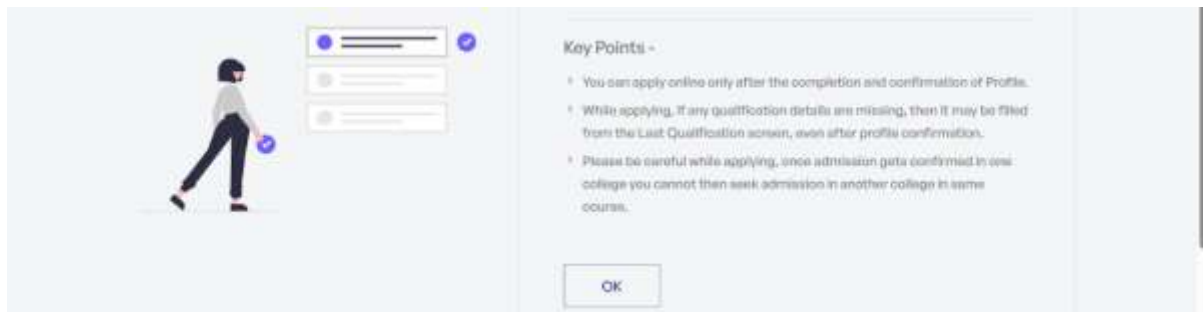 Key Points -
You can apply online only after the completion and confirmation of Profile.
While applying, if any qualification details are missing, then it may be filled
from the Last Qualification screen, even after profile confirmation.
Please be careful while applying, once admission gets confirmed in one
college you cannot then seek admission in another college in same
course.
OK